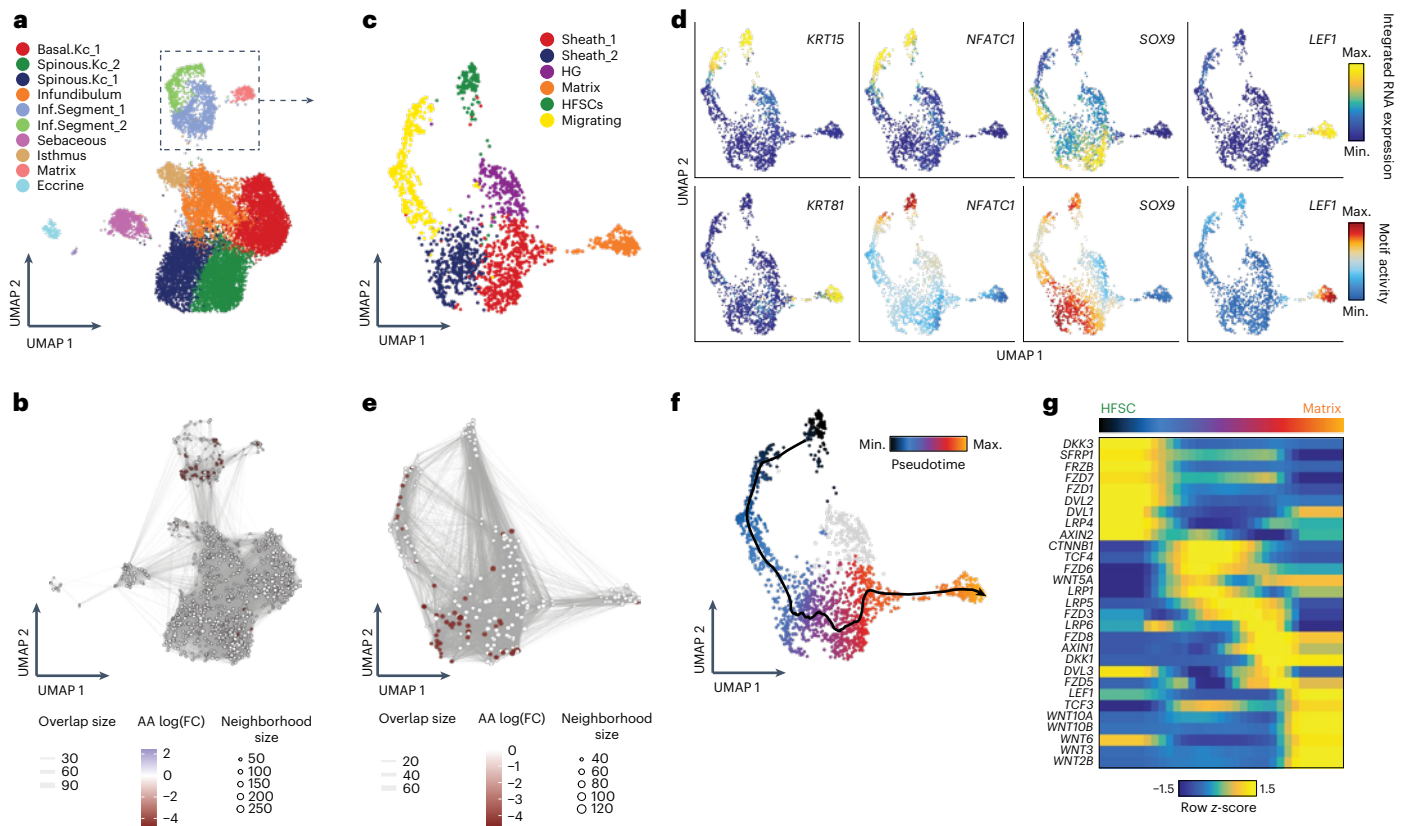 a
Basal.Kc_1
Spinous.Kc_2
Spinous.Kc_1
Infundibulum
Inf.Segment_1
Inf.Segment_2
Sebaceous
Isthmus
Matrix
Eccrine
UMAP 2
UMAP 1
c
Sheath_1
Sheath_2
HG
Matrix
HFSCs
Migrating
UMAP 2
UMAP 1
d
KRT15
NFATC1
SOX9
LEF1
Max.
Min.
Integrated RNA expression
KRT81
NFATC1
SOX9
LEF1
Max.
Min.
Motif activity
UMAP 2
UMAP 1
b
UMAP 2
UMAP 1
Overlap size
30
60
90
AA log(FC)
2
0
−2
−4
Neighborhood
size
50
100
150
200
250
e
UMAP 2
UMAP 1
Overlap size
20
40
60
AA log(FC)
0
−1
−2
−3
−4
Neighborhood
size
40
60
80
100
120
f
Min.
Max.
Pseudotime
UMAP 2
UMAP 1
g
HFSC
Matrix
DKK3
SFRP1
FRZB
FZD7
FZD1
DVL2
DVL1
LRP4
AXIN2
CTNNB1
TCF4
FZD6
WNT5A
LRP1
LRP5
FZD3
LRP6
FZD8
AXIN1
DKK1
DVL3
FZD5
LEF1
TCF3
WNT10A
WNT10B
WNT6
WNT3
WNT2B
−1.5
1.5
Row z-score